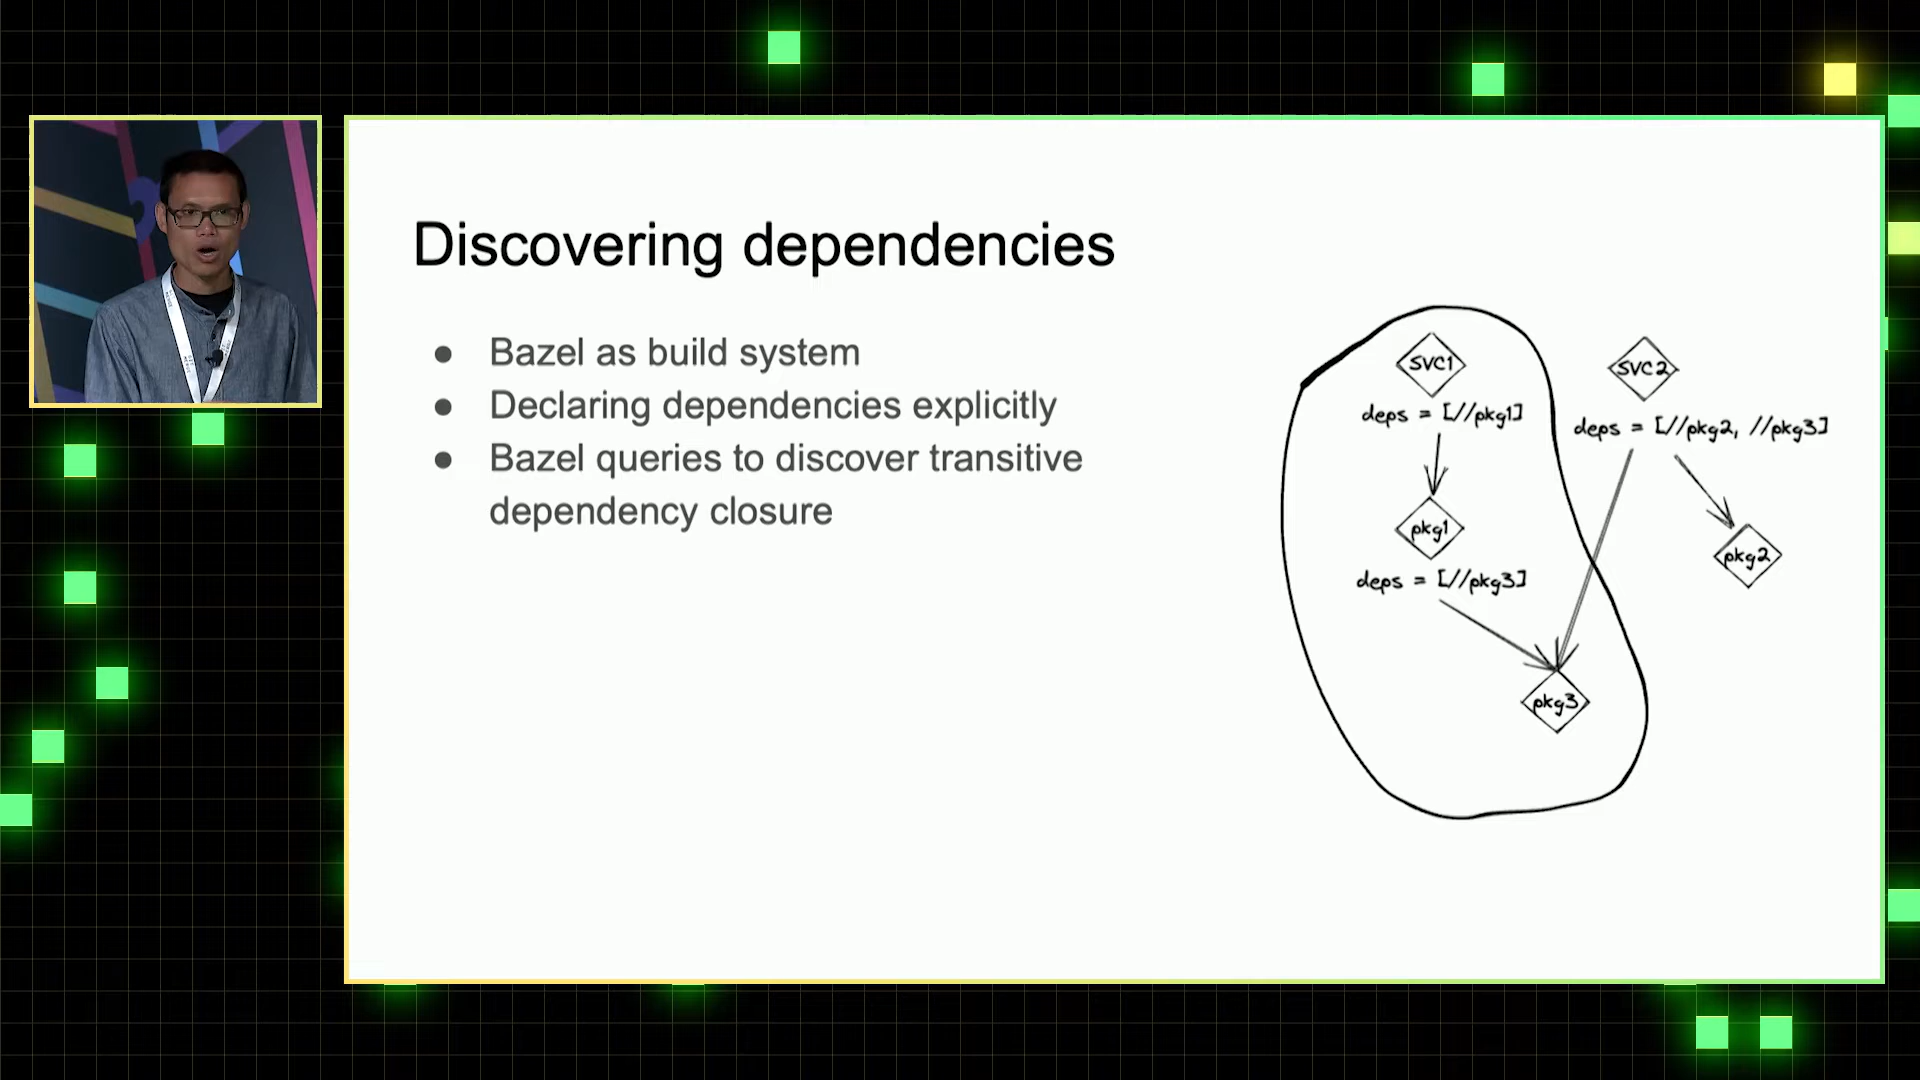 Discovering dependencies
● Bazel as build system
● Declaring dependencies explicitly
● Bazel queries to discover transitive
dependency closure
SVC1
deps = [//pkg1]
pkg1
deps = [//pkg3]
pkg3
SVC2
deps = [//pkg2, //pkg3]
pkg2